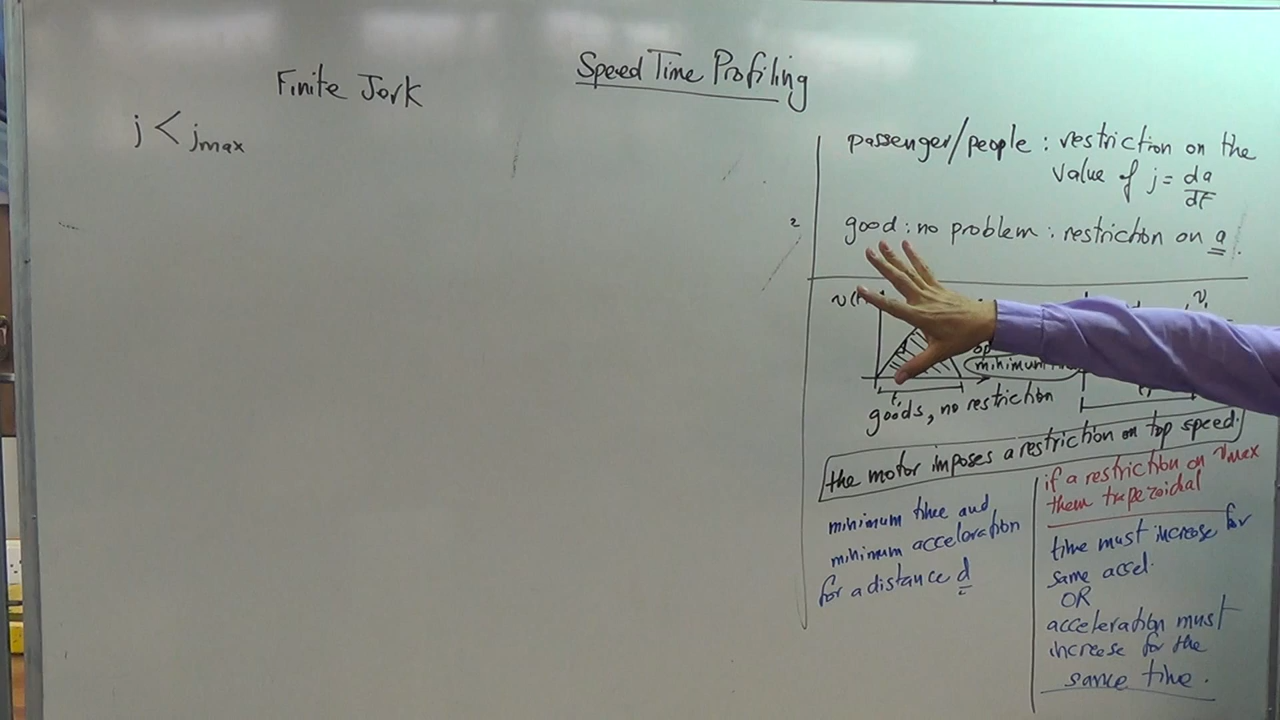 Speed Time Profiling
Finite Jerk
j < jmax
passenger/people : restriction on the
value of j = da
dt
good : no problem : restriction on a.
v(
v,
minimum
t,
goods, no restriction
the motor imposes a restriction on top speed.
minimum time and
minimum acceleration
for a distance d
if a restriction on vmax
them trapezoidal
time must increase for
same accel.
OR
acceleration must
increase for the
same time.